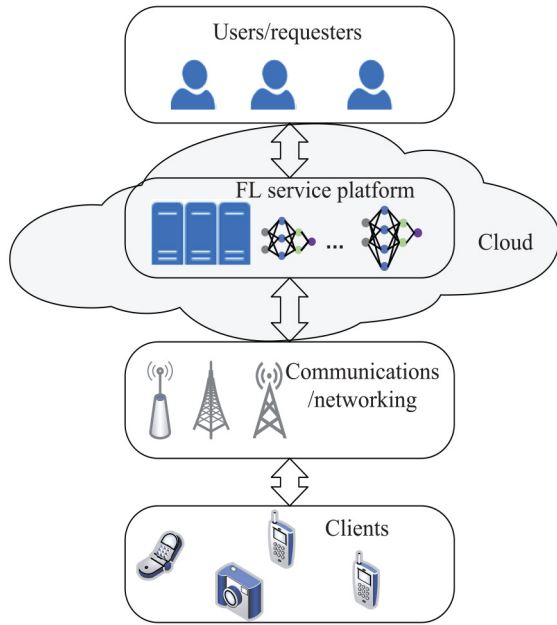 Users/requesters
FL service platform
...
Cloud
Communications
/networking
Clients